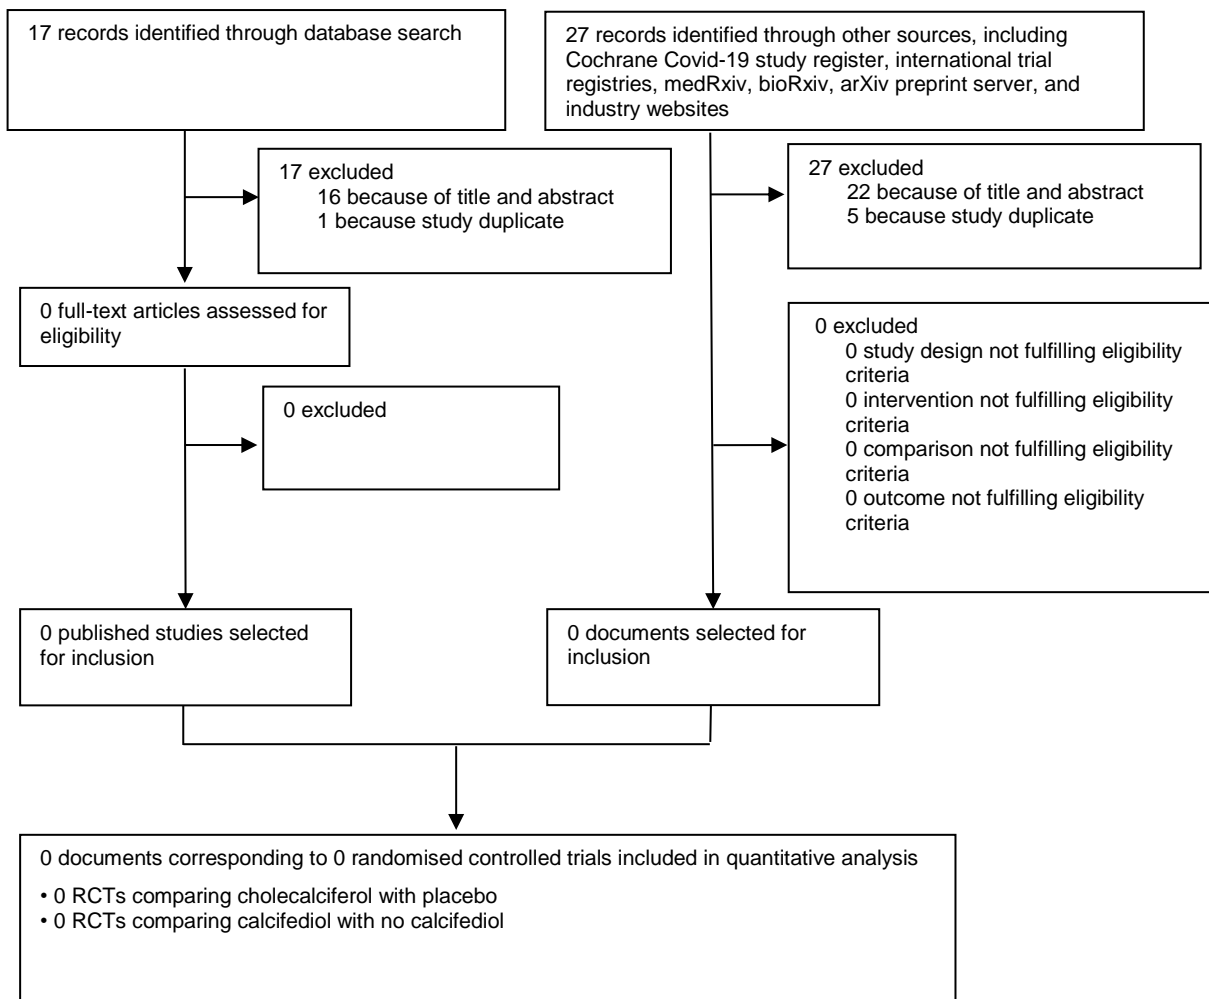 17 records identified through database search
27 records identified through other sources, including
Cochrane Covid-19 study register, international trial
registries, medRxiv, bioRxiv, arXiv preprint server, and
industry websites
17 excluded
16 because of title and abstract
1 because study duplicate
27 excluded
22 because of title and abstract
5 because study duplicate
0 full-text articles assessed for
eligibility
0 excluded
0 excluded
0 study design not fulfilling eligibility
criteria
0 intervention not fulfilling eligibility
criteria
0 comparison not fulfilling eligibility
criteria
0 outcome not fulfilling eligibility
criteria
0 published studies selected
for inclusion
0 documents selected for
inclusion
0 documents corresponding to 0 randomised controlled trials included in quantitative analysis
• 0 RCTs comparing cholecalciferol with placebo
• 0 RCTs comparing calcifediol with no calcifediol